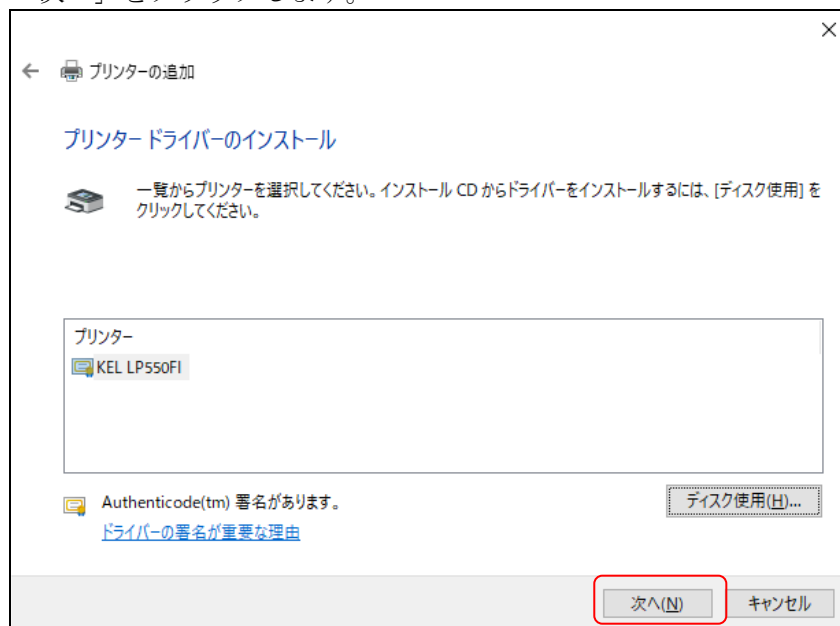 プリンターの追加
プリンター ドライバーのインストール
一覧からプリンターを選択してください。インストール CD からドライバーをインストールするには、[ディスク使用] を
クリックしてください。
プリンター
KEL LP550FI
Authenticode(tm) 署名があります。
ディスク使用(H)...
ドライバーの署名が重要な理由
次へ(N)
キャンセル